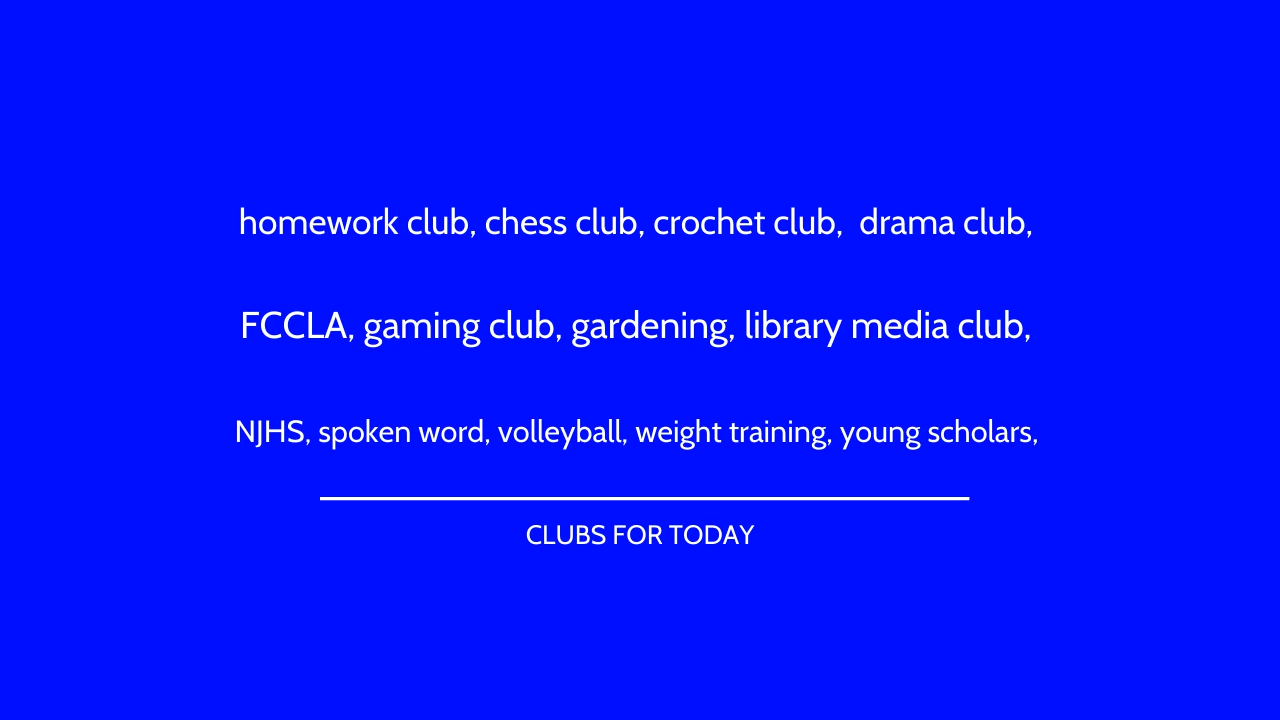 homework club, chess club, crochet club,  drama club,
FCCLA, gaming club, gardening, library media club,
NJHS, spoken word, volleyball, weight training, young scholars,
CLUBS FOR TODAY